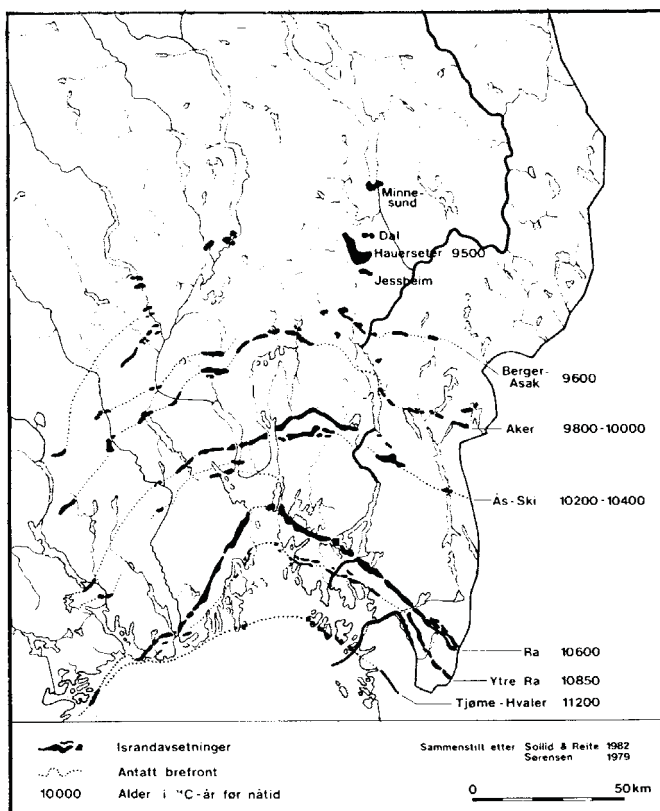 Minne-
sund
Dal
Hauerseter 9500
Jessheim
Berger-
Asak 9600
Aker 9800-10000
Ås-Ski 10200-10400
Ra 10600
Ytre Ra 10850
Tjøme-Hvaler 11200
Israndavsetninger
Antatt brefront
10000 Alder i ¹⁴C-år før nåtid
Sammenstilt etter Sollid & Reite 1982
Sørensen 1979
0 50km